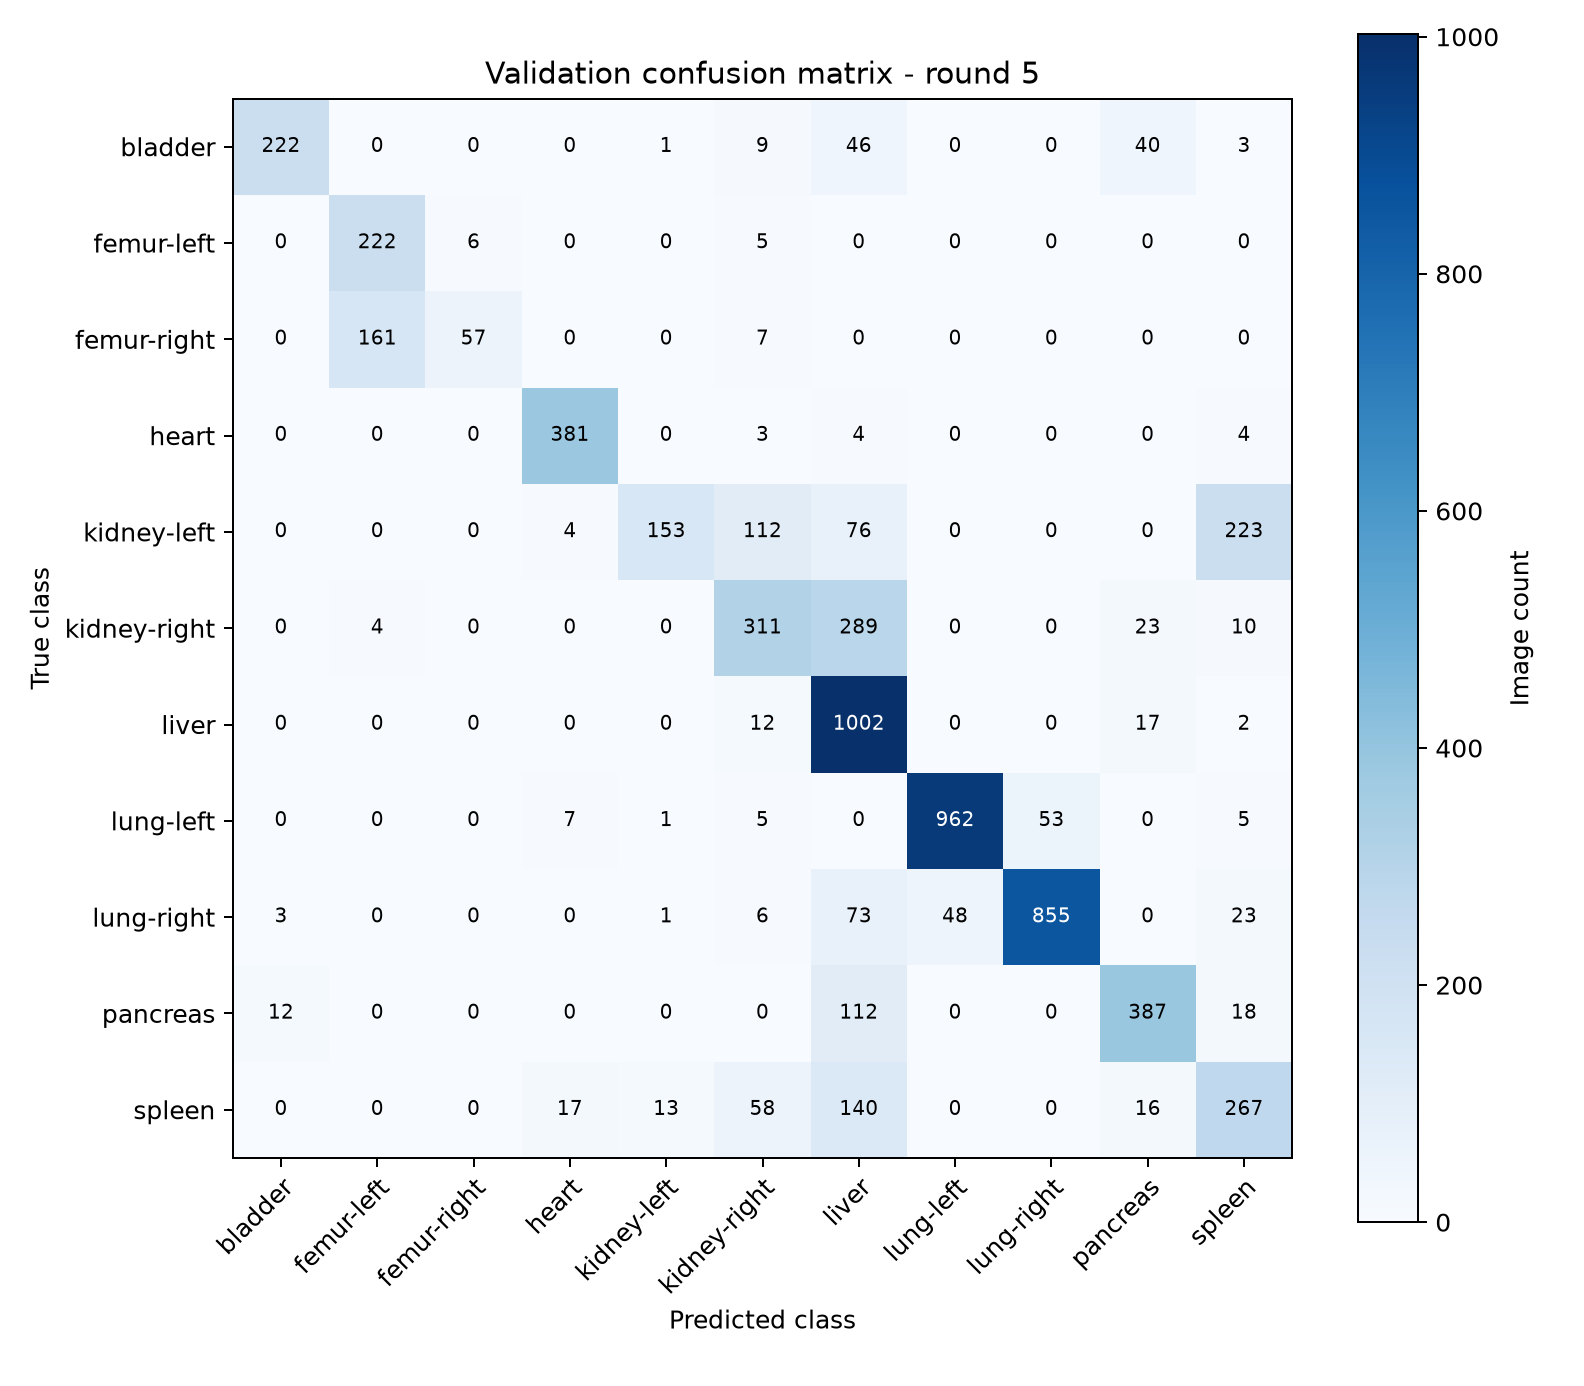 Validation confusion matrix - round 5
True class
bladder 222 0 0 0 1 9 46 0 0 40 3
femur-left 0 222 6 0 0 5 0 0 0 0 0
femur-right 0 161 57 0 0 7 0 0 0 0 0
heart 0 0 0 381 0 3 4 0 0 0 4
kidney-left 0 0 0 4 153 112 76 0 0 0 223
kidney-right 0 4 0 0 0 311 289 0 0 23 10
liver 0 0 0 0 0 12 1002 0 0 17 2
lung-left 0 0 0 7 1 5 0 962 53 0 5
lung-right 3 0 0 0 1 6 73 48 855 0 23
pancreas 12 0 0 0 0 0 112 0 0 387 18
spleen 0 0 0 17 13 58 140 0 0 16 267
bladder femur-left femur-right heart kidney-left kidney-right liver lung-left lung-right pancreas spleen
Predicted class
1000
800
600
400
200
0
Image count